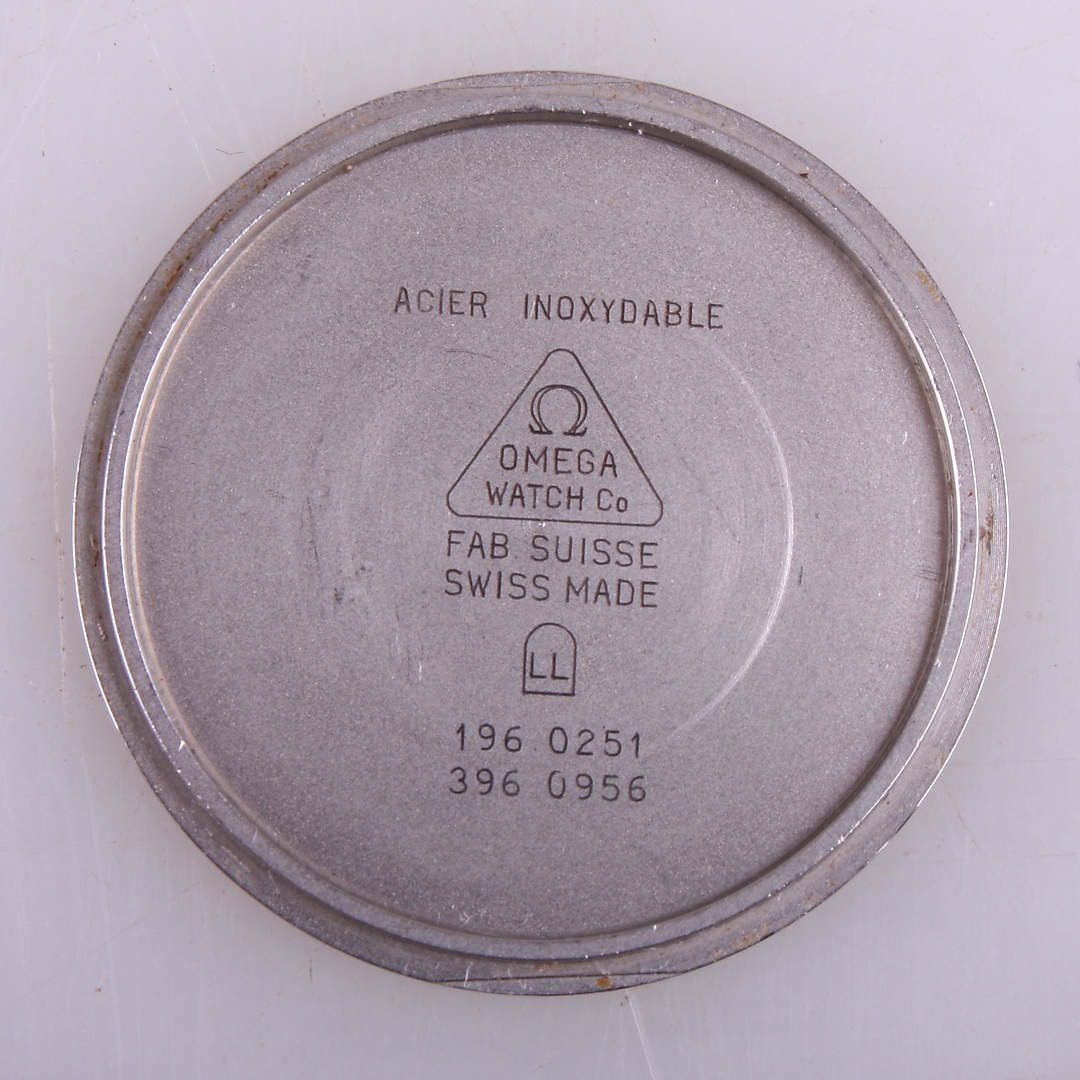 ACIER INOXYDABLE
Ω
OMEGA
WATCH Co
FAB SUISSE
SWISS MADE
LL
196 0251
396 0956